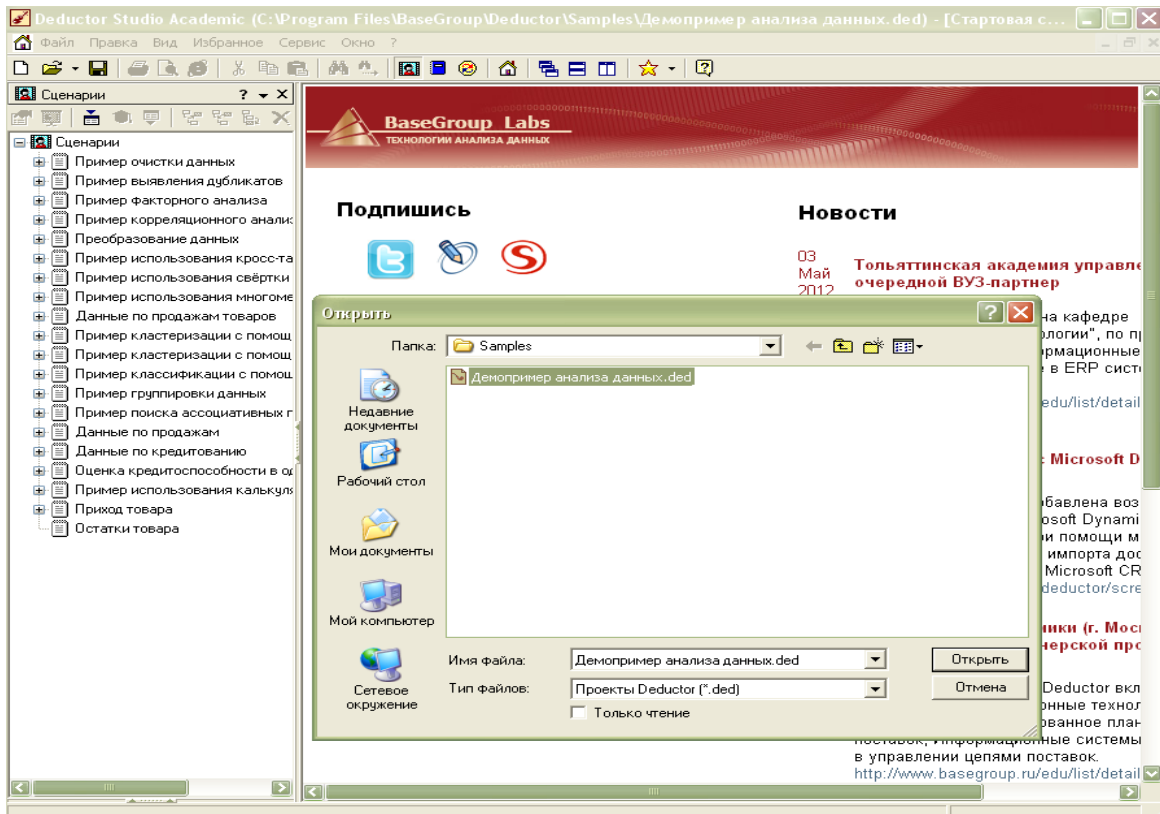 Deductor Studio Academic (C:\Program Files\BaseGroup\Deductor\Samples\Демопример анализа данных.ded) - [Стартовая с...
Файл Правка Вид Избранное Сервис Окно ?
Сценарии ?
Сценарии
Пример очистки данных
Пример выявления дубликатов
Пример факторного анализа
Пример корреляционного анализ
Преобразование данных
Пример использования кросс-та
Пример использования свёртки
Пример использования многоме
Данные по продажам товаров
Пример кластеризации с помощ
Пример кластеризации с помощ
Пример классификации с помощ
Пример группировки данных
Пример поиска ассоциативных г
Данные по продажам
Данные по кредитованию
Оценка кредитоспособности в од
Пример использования калькуля
Приход товара
Остатки товара
BaseGroup Labs
ТЕХНОЛОГИИ АНАЛИЗА ДАННЫХ
Подпишись
S
Новости
03
Май
2012
Тольяттинская академия управле
очередной ВУЗ-партнер
на кафедре
ологии", по п
рмационные
е в ERP сист
edu/list/detail
: Microsoft D
обавлена воз
osoft Dynami
и помощи м
импорта дос
Microsoft CR
deductor/scre
ники (г. Мос
нерской про
Deductor вкл
онные технол
ованное план
поставок, Информационные системы
в управлении цепями поставок.
http://www.basegroup.ru/edu/list/detail
Открыть
Папка: Samples
Демопример анализа данных.ded
Недавние
документы
Рабочий стол
Мои документы
Мой компьютер
Сетевое
окружение
Имя файла: Демопример анализа данных.ded Открыть
Тип файлов: Проекты Deductor (*.ded) Отмена
Только чтение